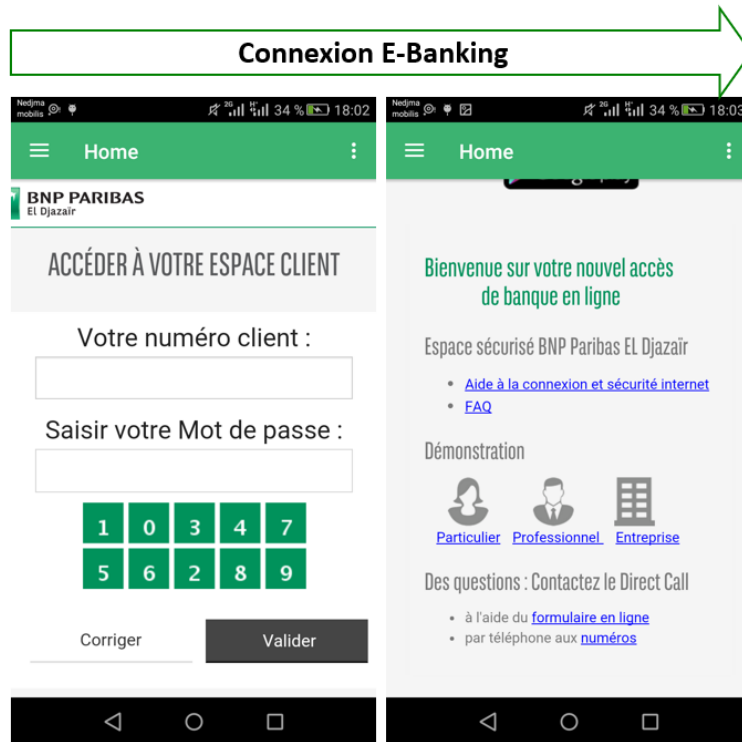 Connexion E-Banking
Nedjma
mobilis
2G H+ 34 % 18:02
Home
BNP PARIBAS
El Djazaïr
ACCÉDER À VOTRE ESPACE CLIENT
Votre numéro client :
Saisir votre Mot de passe :
1 0 3 4 7
5 6 2 8 9
Corriger Valider
Nedjma
mobilis
2G H+ 34 % 18:03
Home
Bienvenue sur votre nouvel accès
de banque en ligne
Espace sécurisé BNP Paribas EL Djazaïr
• Aide à la connexion et sécurité internet
• FAQ
Démonstration
Particulier Professionnel Entreprise
Des questions : Contactez le Direct Call
• à l'aide du formulaire en ligne
• par téléphone aux numéros